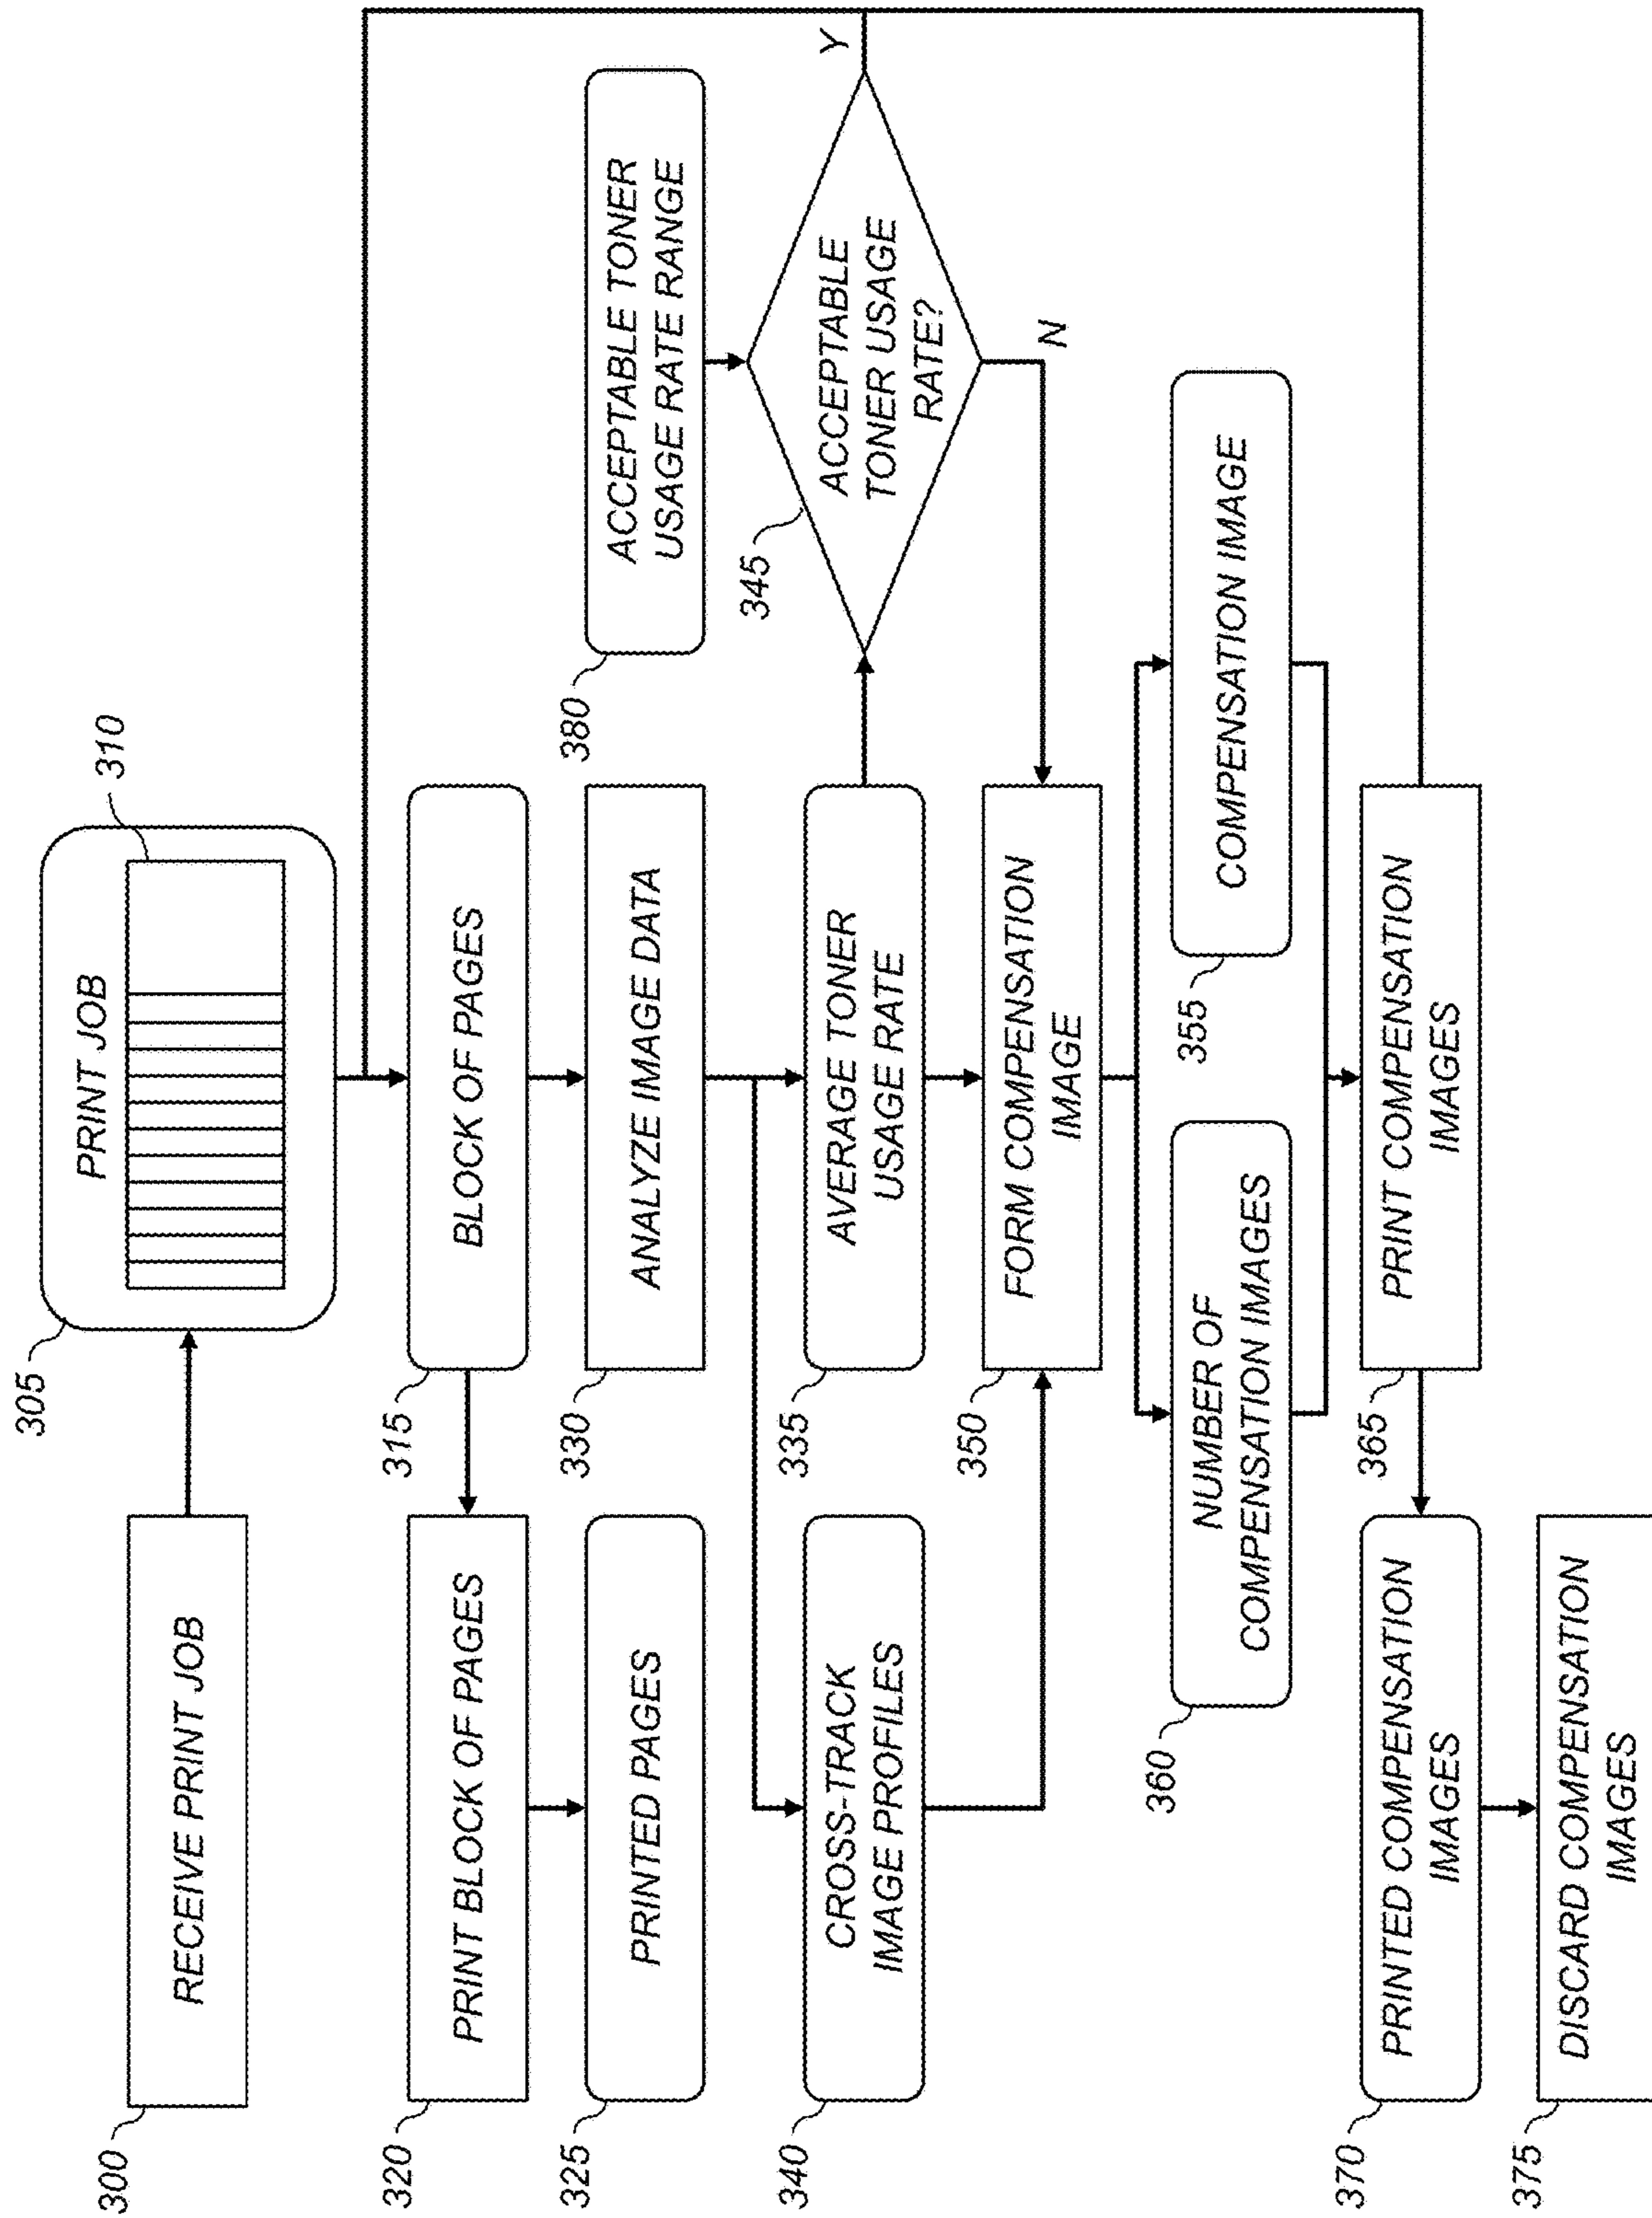 300
RECEIVE PRINT JOB
305
PRINT JOB
310
320
PRINT BLOCK OF PAGES
315
BLOCK OF PAGES
325
PRINTED PAGES
330
ANALYZE IMAGE DATA
380
ACCEPTABLE TONER
USAGE RATE RANGE
340
CROSS-TRACK
IMAGE PROFILES
335
AVERAGE TONER
USAGE RATE
345
ACCEPTABLE
TONER USAGE
RATE?
Y
N
350
FORM COMPENSATION
IMAGE
360
NUMBER OF
COMPENSATION IMAGES
355
COMPENSATION IMAGE
370
PRINTED COMPENSATION
IMAGES
365
PRINT COMPENSATION
IMAGES
375
DISCARD COMPENSATION
IMAGES